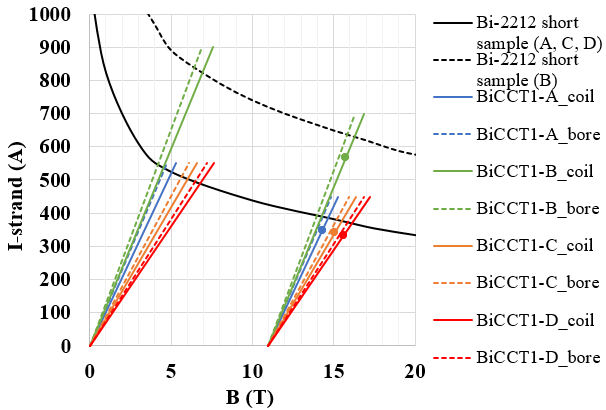 1000
900
800
700
600
500
400
300
200
100
0
I-strand (A)
0 5 10 15 20
B (T)
Bi-2212 short
sample (A, C, D)
Bi-2212 short
sample (B)
BiCCT1-A_coil
BiCCT1-A_bore
BiCCT1-B_coil
BiCCT1-B_bore
BiCCT1-C_coil
BiCCT1-C_bore
BiCCT1-D_coil
BiCCT1-D_bore